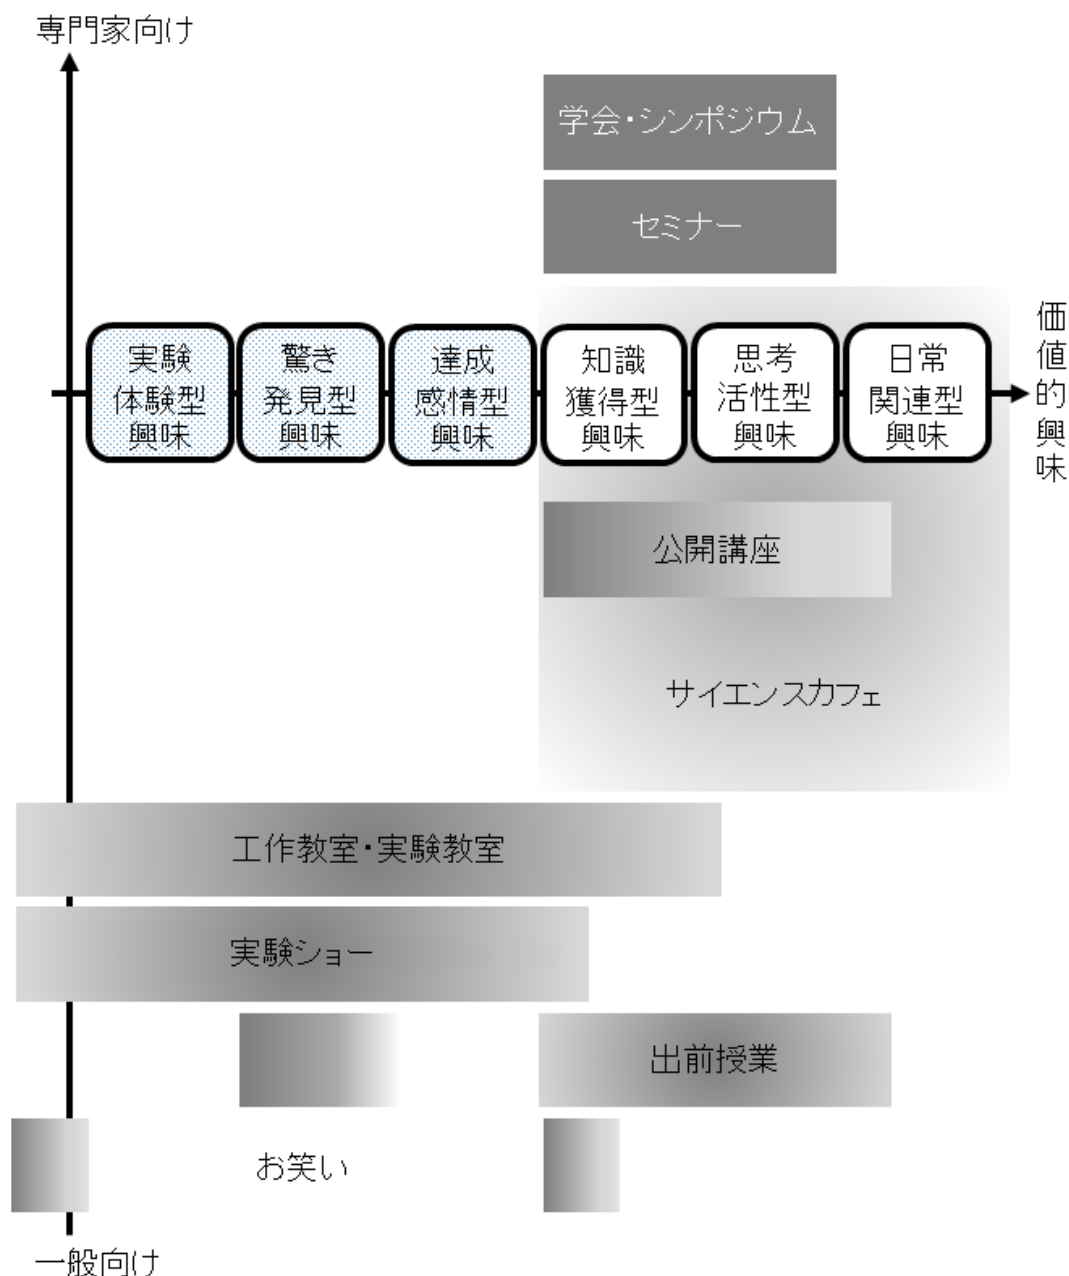 専門家向け
学会・シンポジウム
セミナー
実験
体験型
興味
驚き
発見型
興味
達成
感情型
興味
知識
獲得型
興味
思考
活性型
興味
日常
関連型
興味
価値的興味
公開講座
サイエンスカフェ
工作教室・実験教室
実験ショー
出前授業
お笑い
一般向け